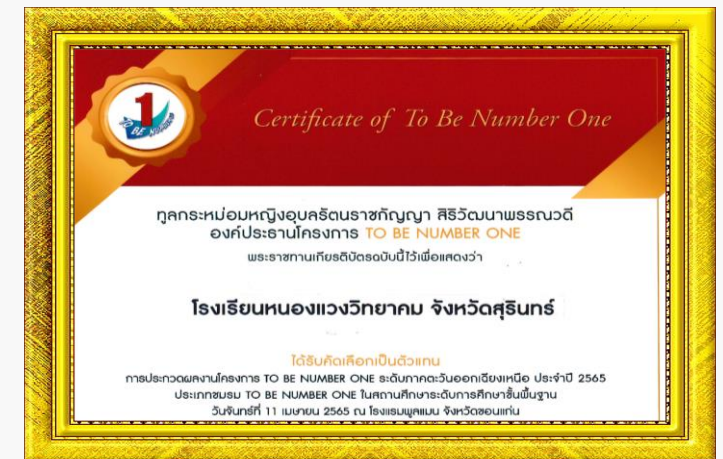 1
TO BE NUMBER
Certificate of To Be Number One
ทูลกระหม่อมหญิงอุบลรัตนราชกัญญา สิริวัฒนาพรรณวดี
องค์ประธานโครงการ TO BE NUMBER ONE
พระราชทานเกียรติบัตรฉบับนี้ไว้เพื่อแสดงว่า
โรงเรียนหนองแวงวิทยาคม จังหวัดสุรินทร์
ได้รับคัดเลือกเป็นตัวแทน
การประกวดผลงานโครงการ TO BE NUMBER ONE ระดับภาคตะวันออกเฉียงเหนือ ประจำปี 2565
ประเภทชมรม TO BE NUMBER ONE ในสถานศึกษาระดับการศึกษาขั้นพื้นฐาน
วันจันทร์ที่ 11 เมษายน 2565 ณ โรงแรมพูลแมน จังหวัดขอนแก่น